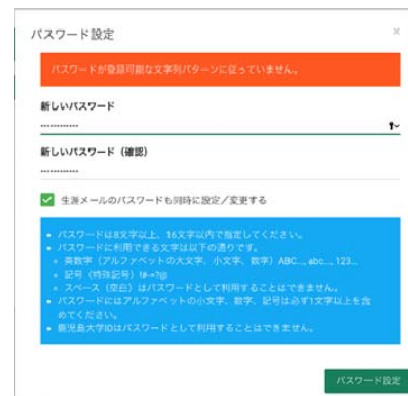 パスワード設定
×
パスワードが登録可能な文字列パターンに従っていません。
新しいパスワード
············
新しいパスワード（確認）
············
生涯メールのパスワードも同時に設定／変更する
パスワードは8文字以上、16文字以内で指定してください。
パスワードに利用できる文字は以下の通りです。
英数字（アルファベットの大文字、小文字、数字）ABC..., abc..., 123...
記号（特殊記号）!#-=?@
スペース（空白）はパスワードとして利用することはできません。
パスワードにはアルファベットの小文字、数字、記号は必ず1文字以上を含
めてください。
鹿児島大学IDはパスワードとして利用することはできません。
パスワード設定